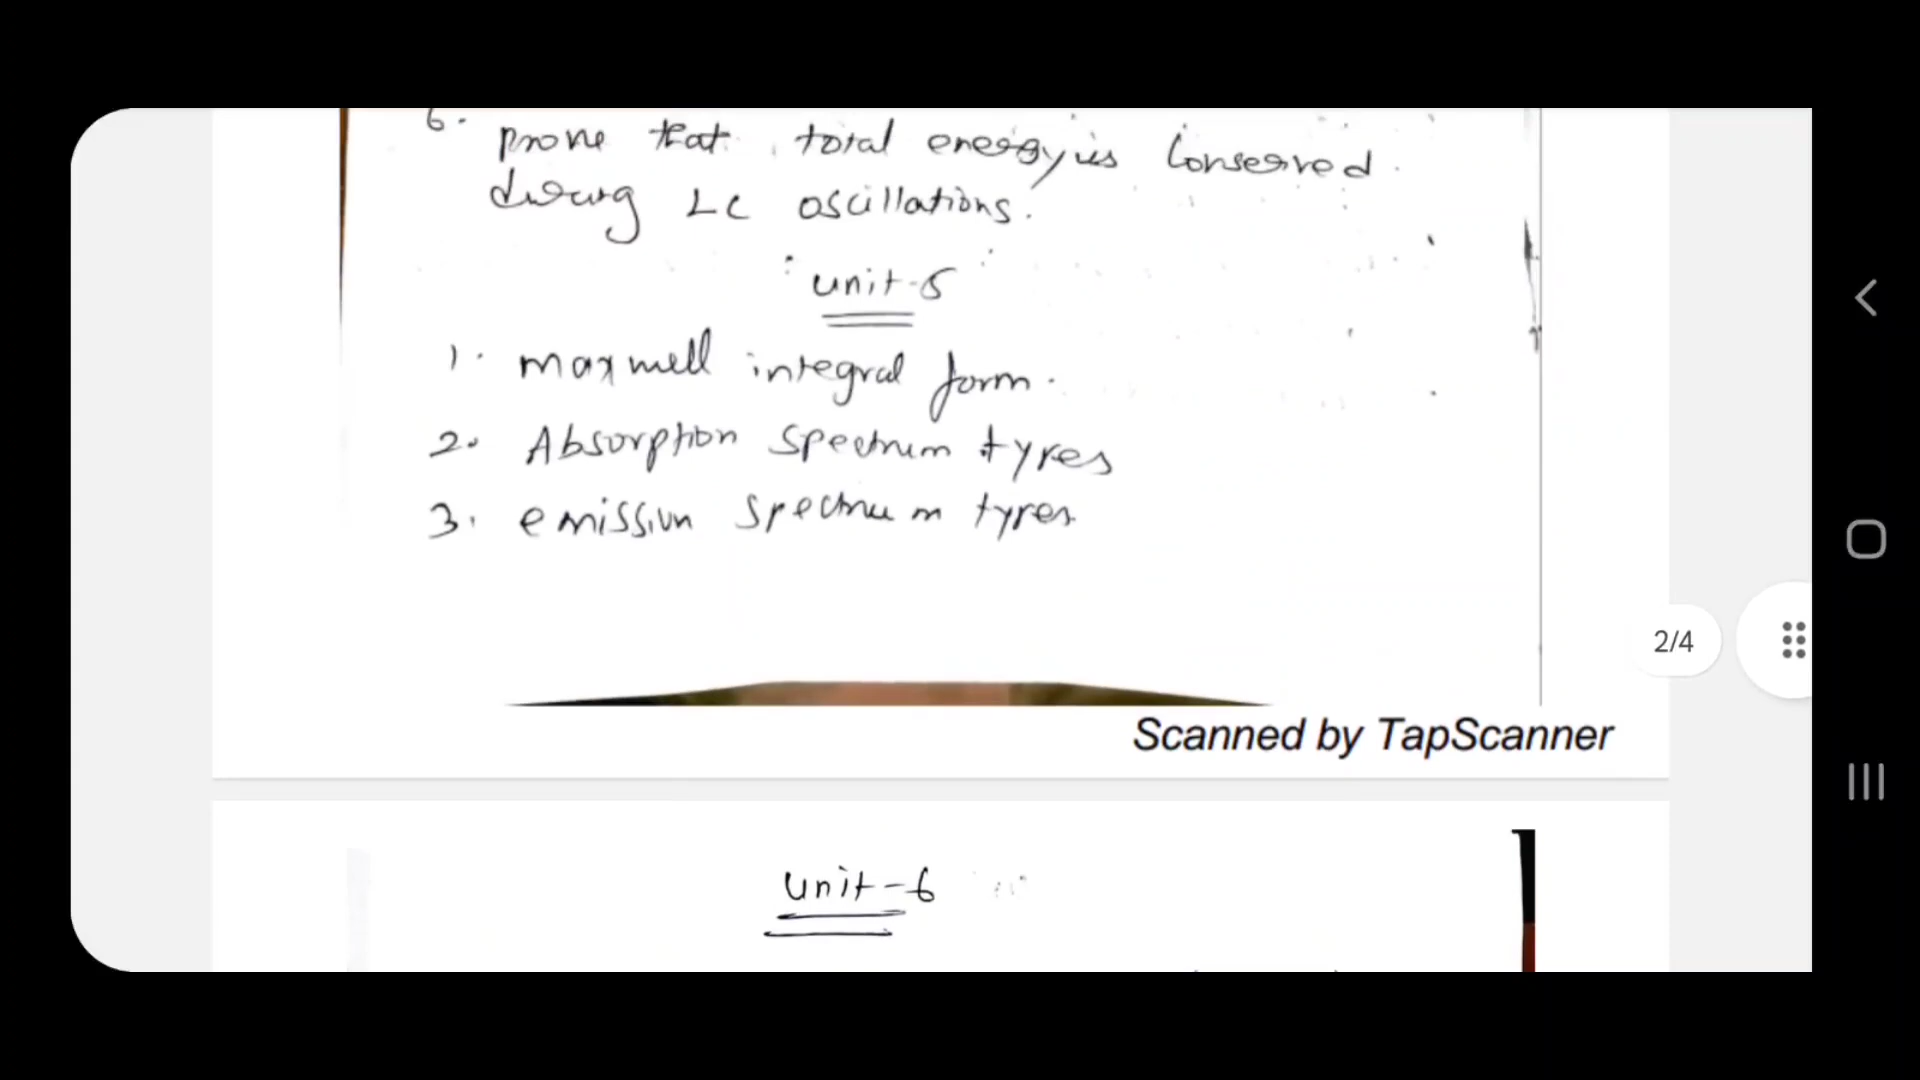 6.
prove that total energy is conserved
during LC oscillations.
unit-5
1. maxwell integral form.
2. Absorption spectrum types
3. emission spectrum types
2/4
Scanned by TapScanner
unit-6